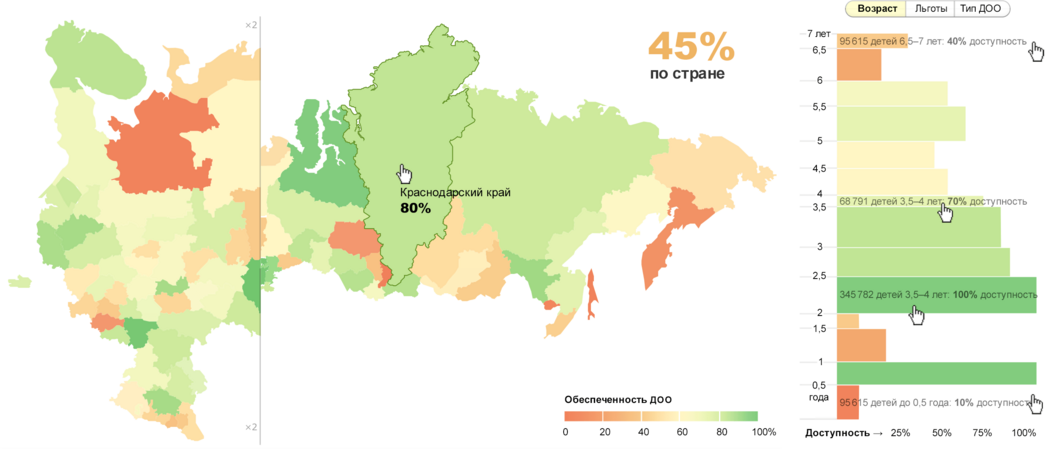 Возраст Льготы Тип ДОО
×2
45%
по стране
7 лет
95 615 детей 6,5–7 лет: 40% доступность
6,5
6
5,5
5
4,5
4
68 791 детей 3,5–4 лет: 70% доступность
3,5
3
2,5
345 782 детей 3,5–4 лет: 100% доступность
2
1,5
1
0,5
года
95 615 детей до 0,5 года: 10% доступность
Доступность → 25% 50% 75% 100%
Краснодарский край
80%
Обеспеченность ДОО
0 20 40 60 80 100%
×2